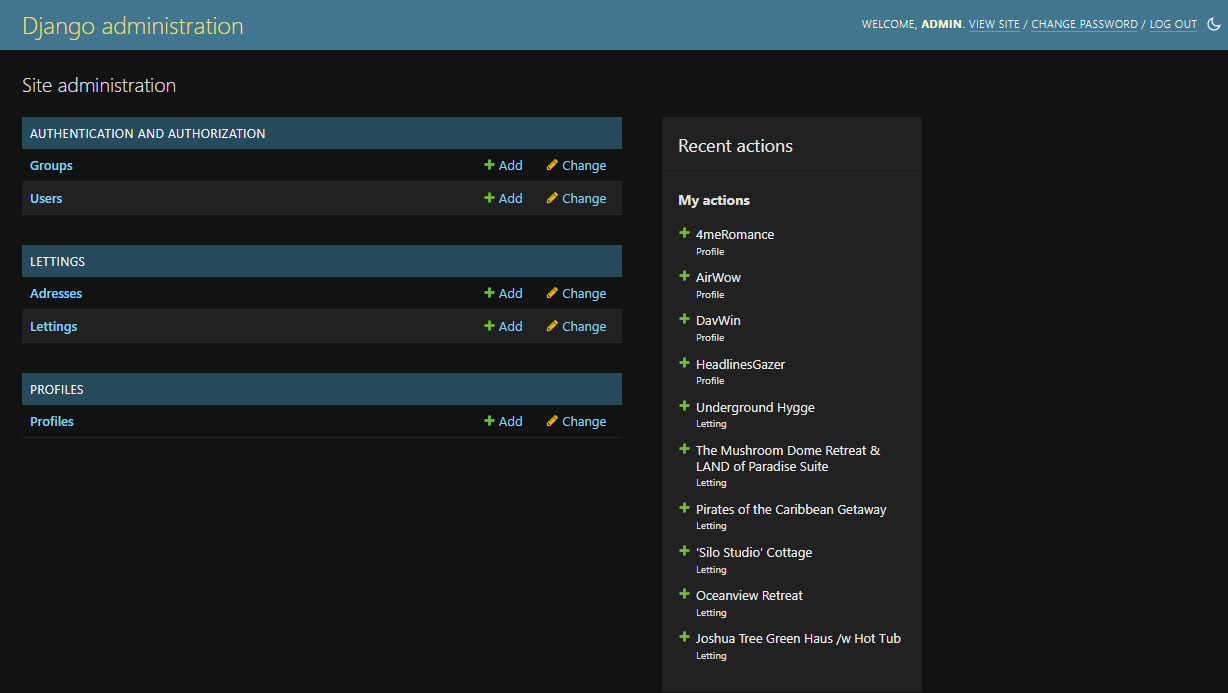 Django administration
WELCOME, ADMIN. VIEW SITE / CHANGE PASSWORD / LOG OUT
Site administration
AUTHENTICATION AND AUTHORIZATION
Groups Add Change
Users Add Change
LETTINGS
Adresses Add Change
Lettings Add Change
PROFILES
Profiles Add Change
Recent actions
My actions
4meRomance
Profile
AirWow
Profile
DavWin
Profile
HeadlinesGazer
Profile
Underground Hygge
Letting
The Mushroom Dome Retreat &
LAND of Paradise Suite
Letting
Pirates of the Caribbean Getaway
Letting
'Silo Studio' Cottage
Letting
Oceanview Retreat
Letting
Joshua Tree Green Haus /w Hot Tub
Letting